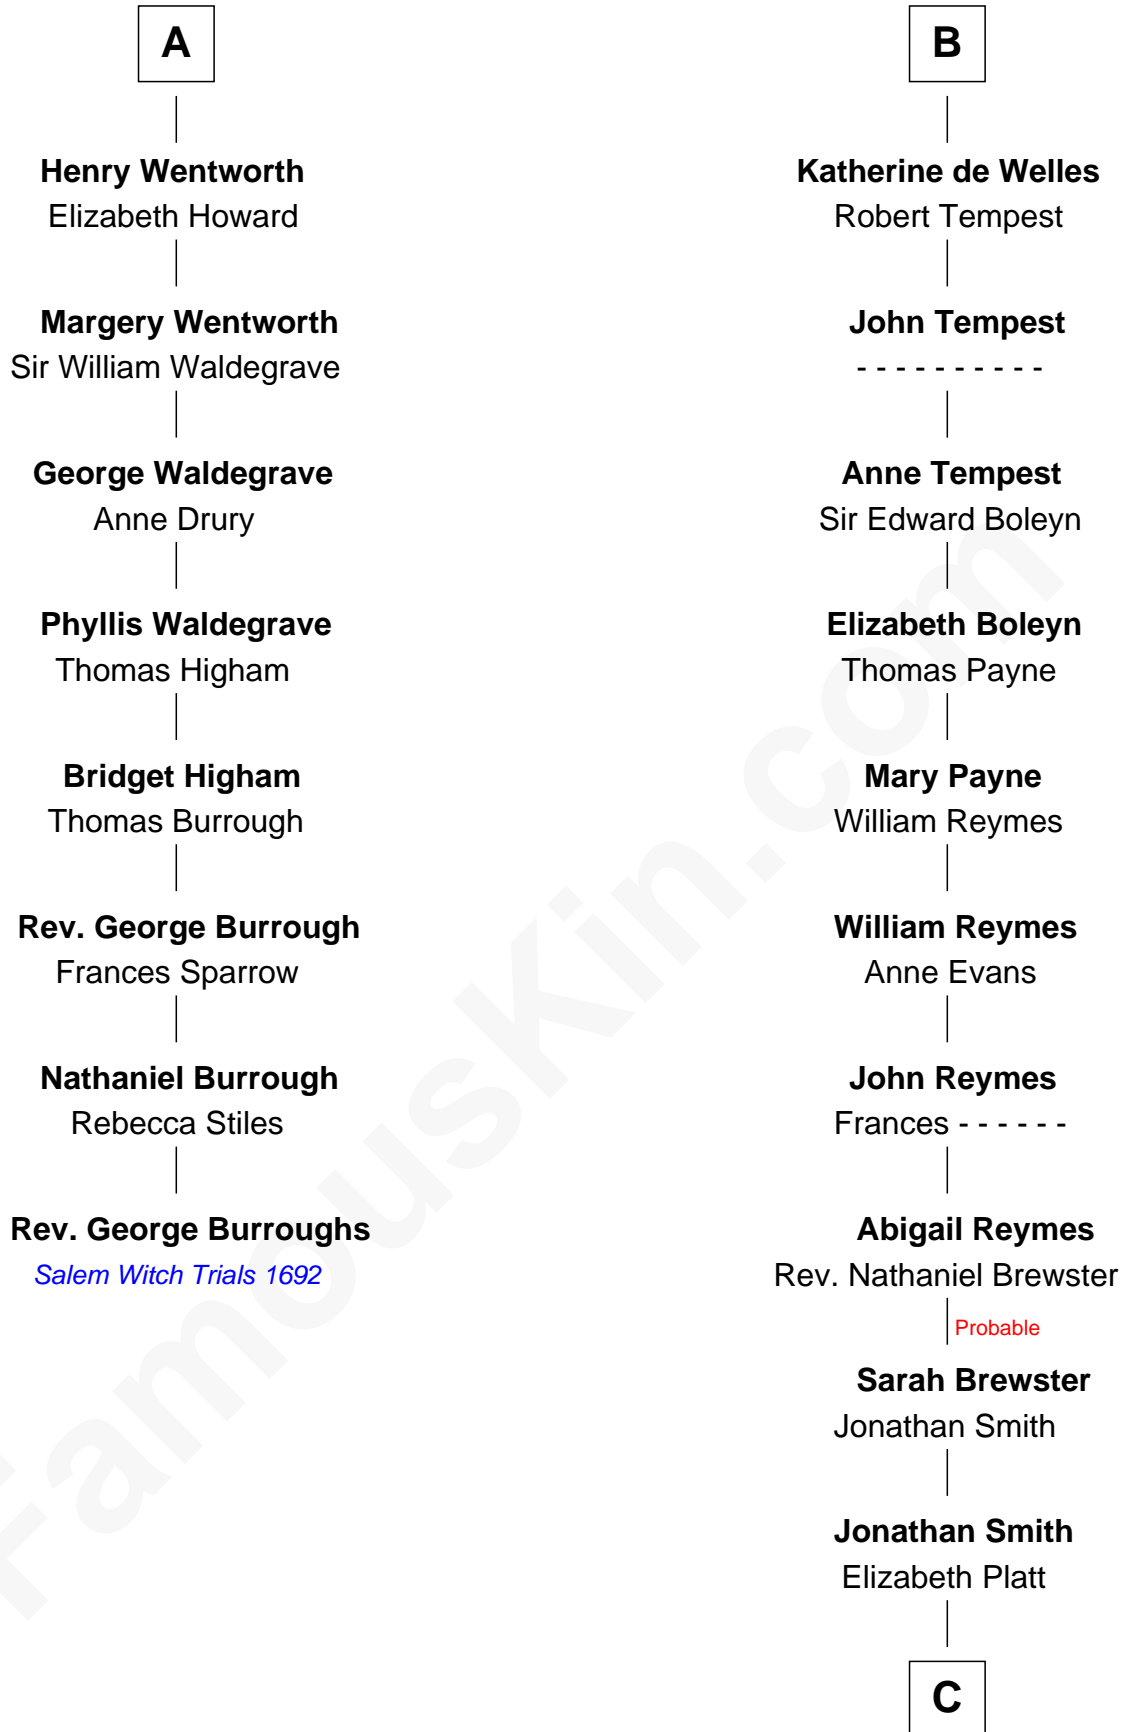 A
Henry Wentworth
Elizabeth Howard
Margery Wentworth
Sir William Waldegrave
George Waldegrave
Anne Drury
Phyllis Waldegrave
Thomas Higham
Bridget Higham
Thomas Burrough
Rev. George Burrough
Frances Sparrow
Nathaniel Burrough
Rebecca Stiles
Rev. George Burroughs
Salem Witch Trials 1692
B
Katherine de Welles
Robert Tempest
John Tempest
- - - - - - - - - -
Anne Tempest
Sir Edward Boleyn
Elizabeth Boleyn
Thomas Payne
Mary Payne
William Reymes
William Reymes
Anne Evans
John Reymes
Frances - - - - - -
Abigail Reymes
Rev. Nathaniel Brewster
Probable
Sarah Brewster
Jonathan Smith
Jonathan Smith
Elizabeth Platt
C
FamousKin.com